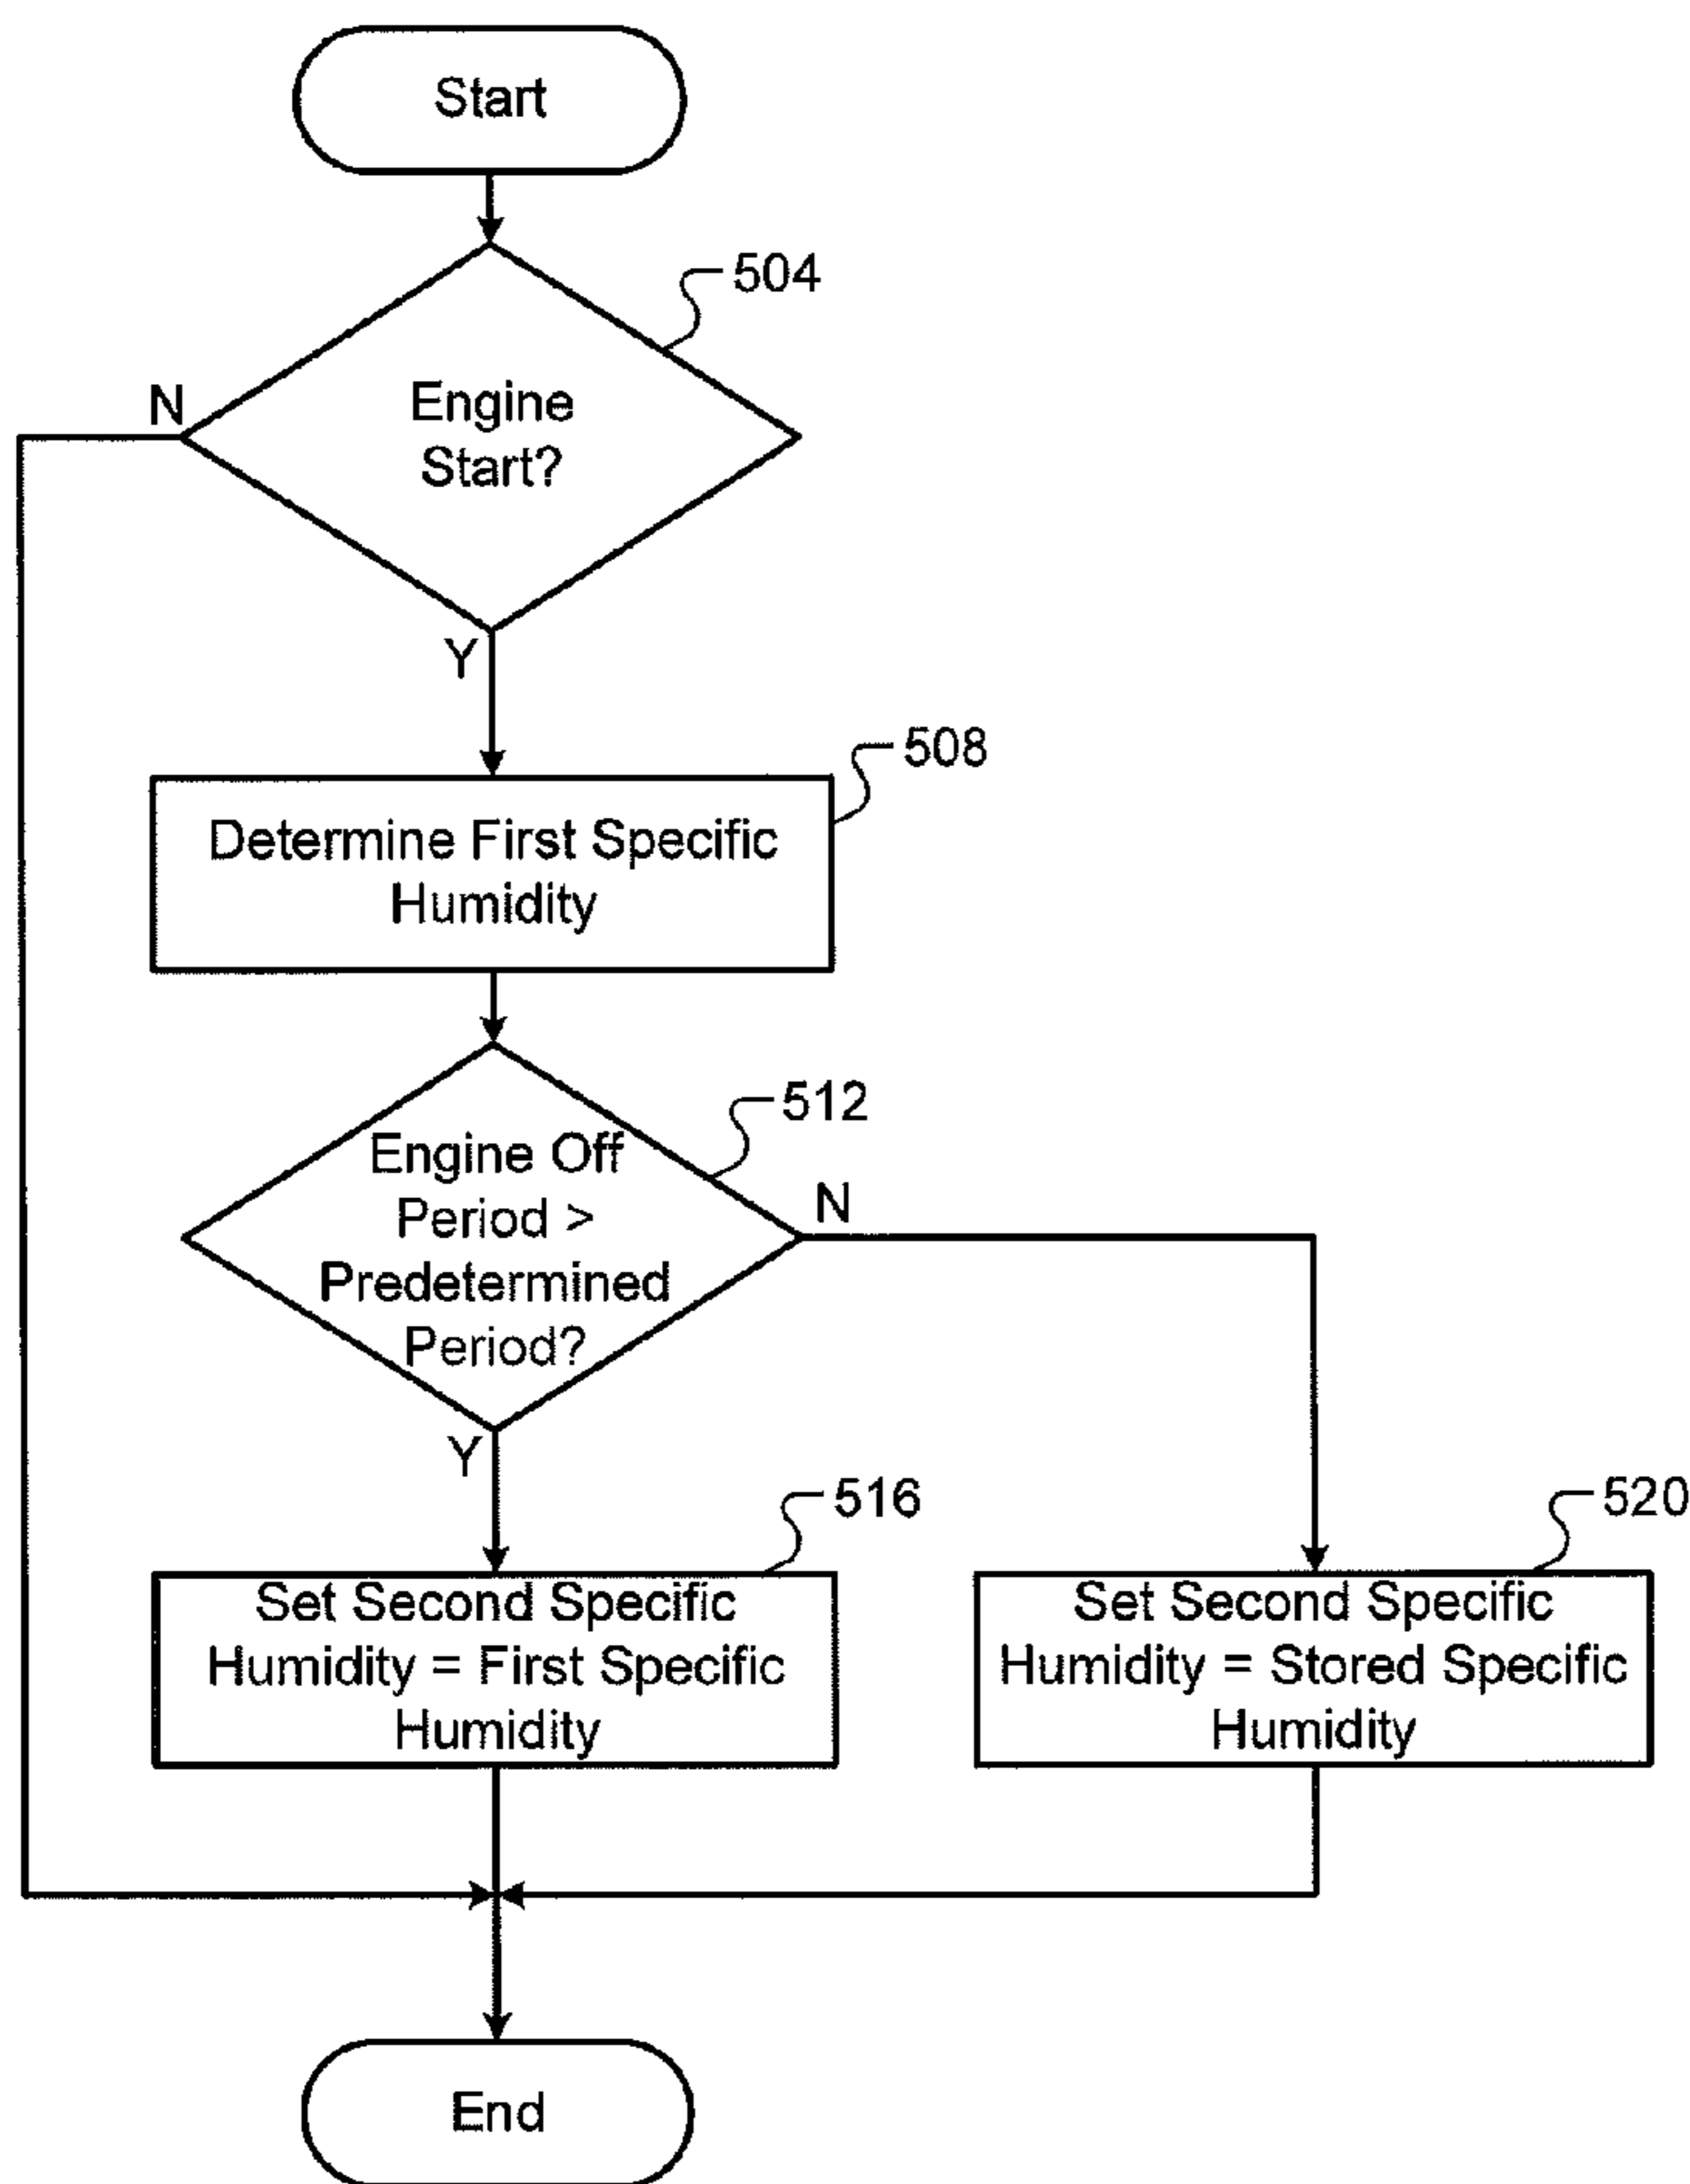 Start
504
N
Engine
Start?
Y
508
Determine First Specific
Humidity
512
Engine Off
Period >
Predetermined
Period?
N
Y
516
Set Second Specific
Humidity = First Specific
Humidity
520
Set Second Specific
Humidity = Stored Specific
Humidity
End